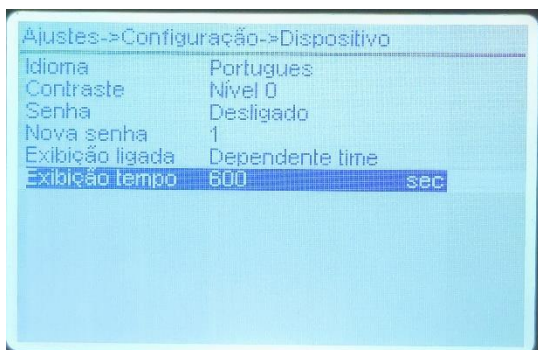 Ajustes->Configuração->Dispositivo
Idioma Portugues
Contraste Nível 0
Senha Desligado
Nova senha 1
Exibição ligada Dependente time
Exibição tempo 600 sec